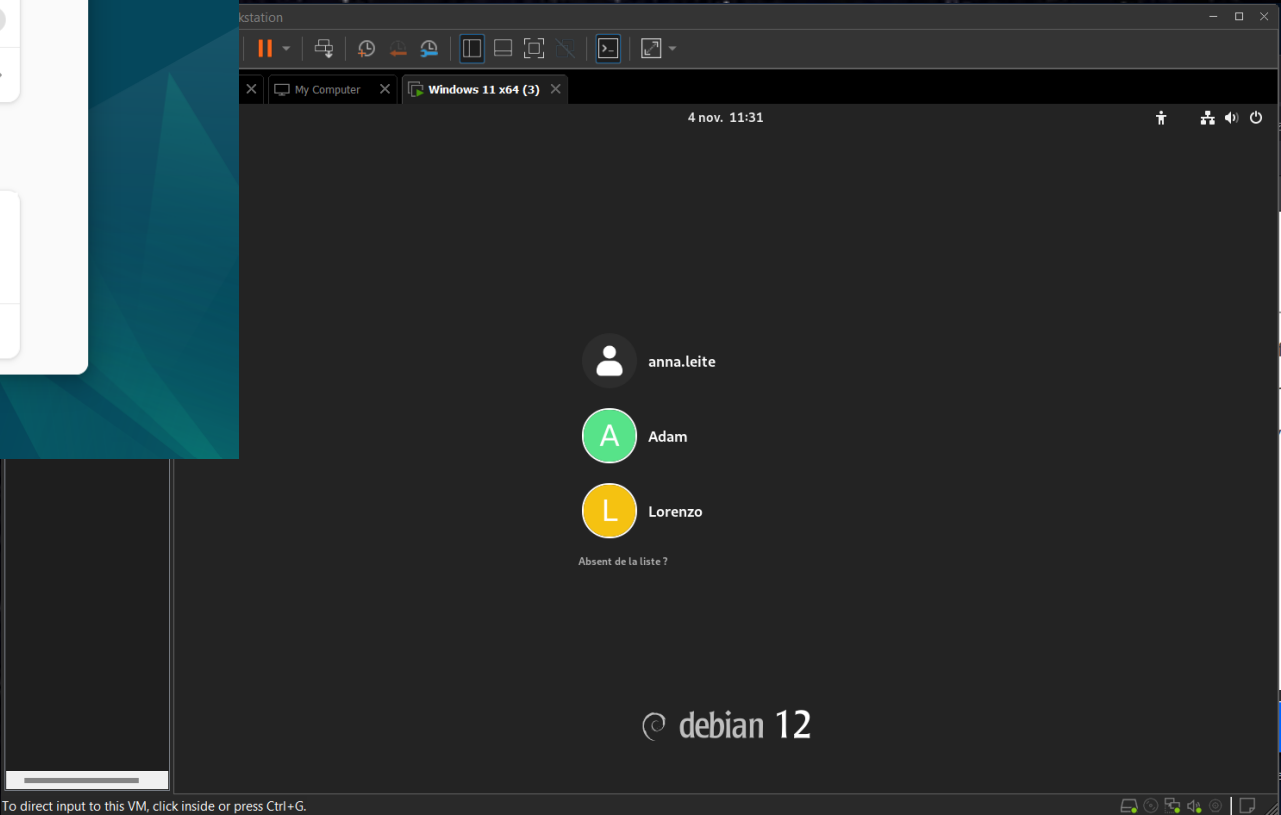 kstation
My Computer
Windows 11 x64 (3)
4 nov. 11:31
anna.leite
A
Adam
L
Lorenzo
Absent de la liste ?
debian 12
To direct input to this VM, click inside or press Ctrl+G.